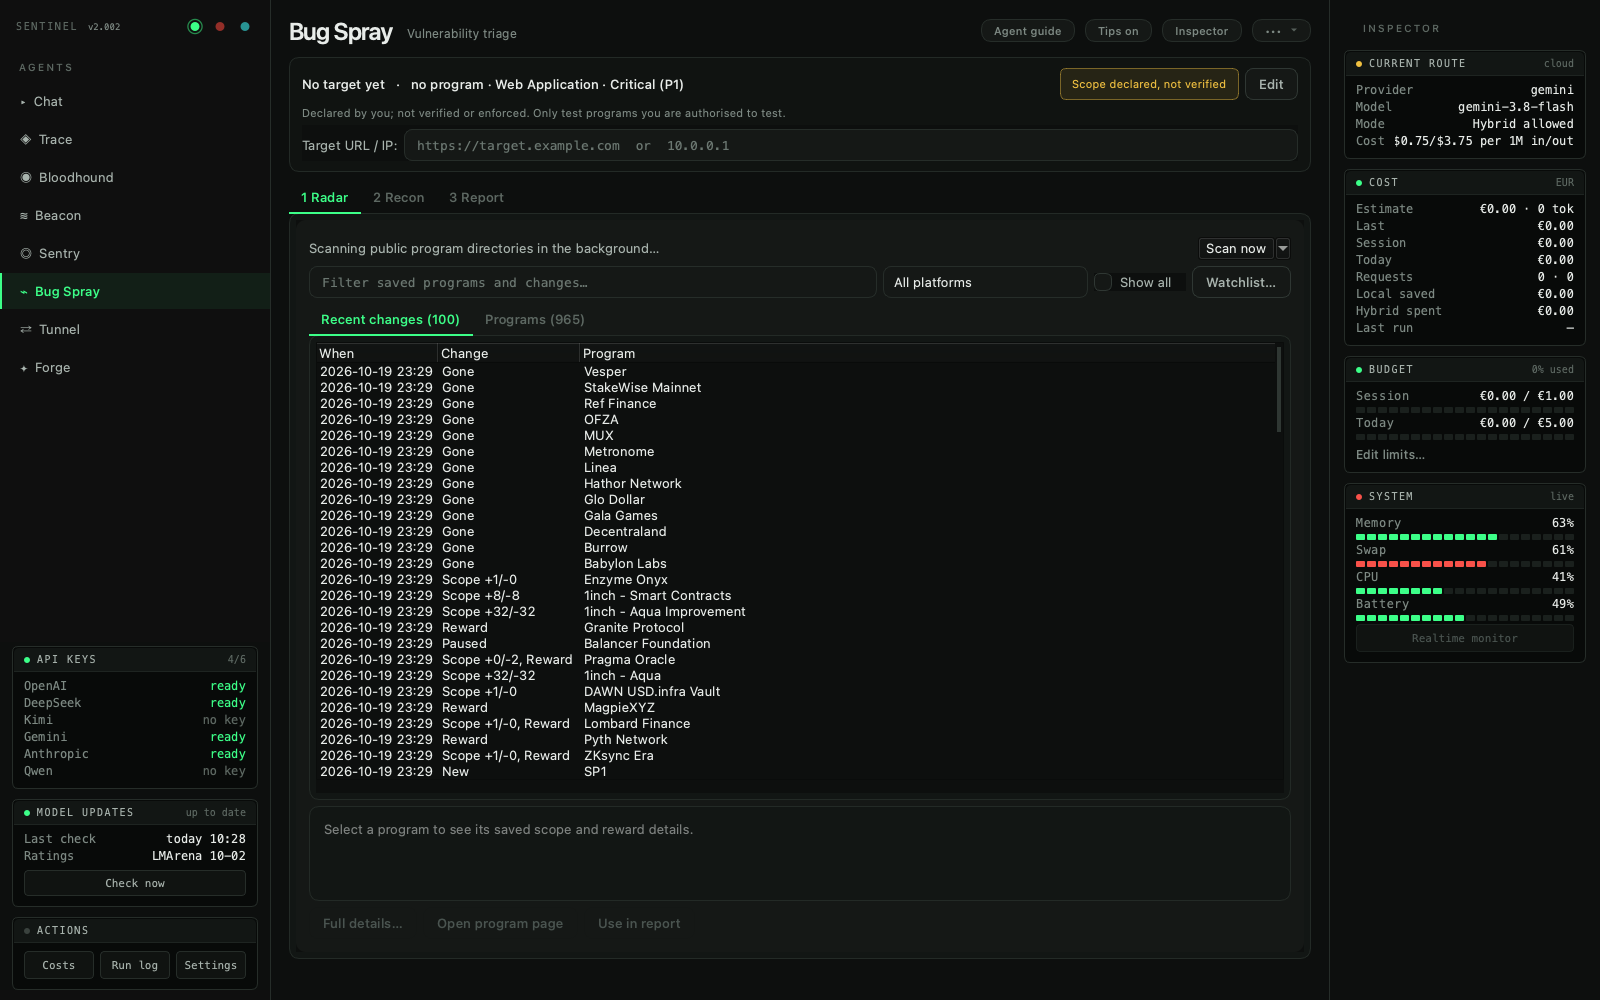 SENTINEL v2.002
AGENTS
Chat
Trace
Bloodhound
Beacon
Sentry
Bug Spray
Tunnel
Forge
API KEYS 4/6
OpenAI ready
DeepSeek ready
Kimi no key
Gemini ready
Anthropic ready
Qwen no key
MODEL UPDATES up to date
Last check today 10:28
Ratings LMArena 10-02
Check now
ACTIONS
Costs Run log Settings
Bug Spray Vulnerability triage
Agent guide Tips on Inspector ...
No target yet · no program · Web Application · Critical (P1)
Scope declared, not verified Edit
Declared by you; not verified or enforced. Only test programs you are authorised to test.
Target URL / IP: https://target.example.com or 10.0.0.1
1 Radar 2 Recon 3 Report
Scanning public program directories in the background…
Scan now
Filter saved programs and changes…
All platforms Show all Watchlist…
Recent changes (100) Programs (965)
When Change Program
2026-10-19 23:29 Gone Vesper
2026-10-19 23:29 Gone StakeWise Mainnet
2026-10-19 23:29 Gone Ref Finance
2026-10-19 23:29 Gone OFZA
2026-10-19 23:29 Gone MUX
2026-10-19 23:29 Gone Metronome
2026-10-19 23:29 Gone Linea
2026-10-19 23:29 Gone Hathor Network
2026-10-19 23:29 Gone Glo Dollar
2026-10-19 23:29 Gone Gala Games
2026-10-19 23:29 Gone Decentraland
2026-10-19 23:29 Gone Burrow
2026-10-19 23:29 Gone Babylon Labs
2026-10-19 23:29 Scope +1/-0 Enzyme Onyx
2026-10-19 23:29 Scope +8/-8 1inch - Smart Contracts
2026-10-19 23:29 Scope +32/-32 1inch - Aqua Improvement
2026-10-19 23:29 Reward Granite Protocol
2026-10-19 23:29 Paused Balancer Foundation
2026-10-19 23:29 Scope +0/-2, Reward Pragma Oracle
2026-10-19 23:29 Scope +32/-32 1inch - Aqua
2026-10-19 23:29 Scope +1/-0 DAWN USD.infra Vault
2026-10-19 23:29 Reward MagpieXYZ
2026-10-19 23:29 Scope +1/-0, Reward Lombard Finance
2026-10-19 23:29 Reward Pyth Network
2026-10-19 23:29 Scope +1/-0, Reward ZKsync Era
2026-10-19 23:29 New SP1
Select a program to see its saved scope and reward details.
Full details… Open program page Use in report
INSPECTOR
CURRENT ROUTE cloud
Provider gemini
Model gemini-3.8-flash
Mode Hybrid allowed
Cost $0.75/$3.75 per 1M in/out
COST EUR
Estimate €0.00 · 0 tok
Last €0.00
Session €0.00
Today €0.00
Requests 0 · 0
Local saved €0.00
Hybrid spent €0.00
Last run —
BUDGET 0% used
Session €0.00 / €1.00
Today €0.00 / €5.00
Edit limits…
SYSTEM live
Memory 63%
Swap 61%
CPU 41%
Battery 49%
Realtime monitor